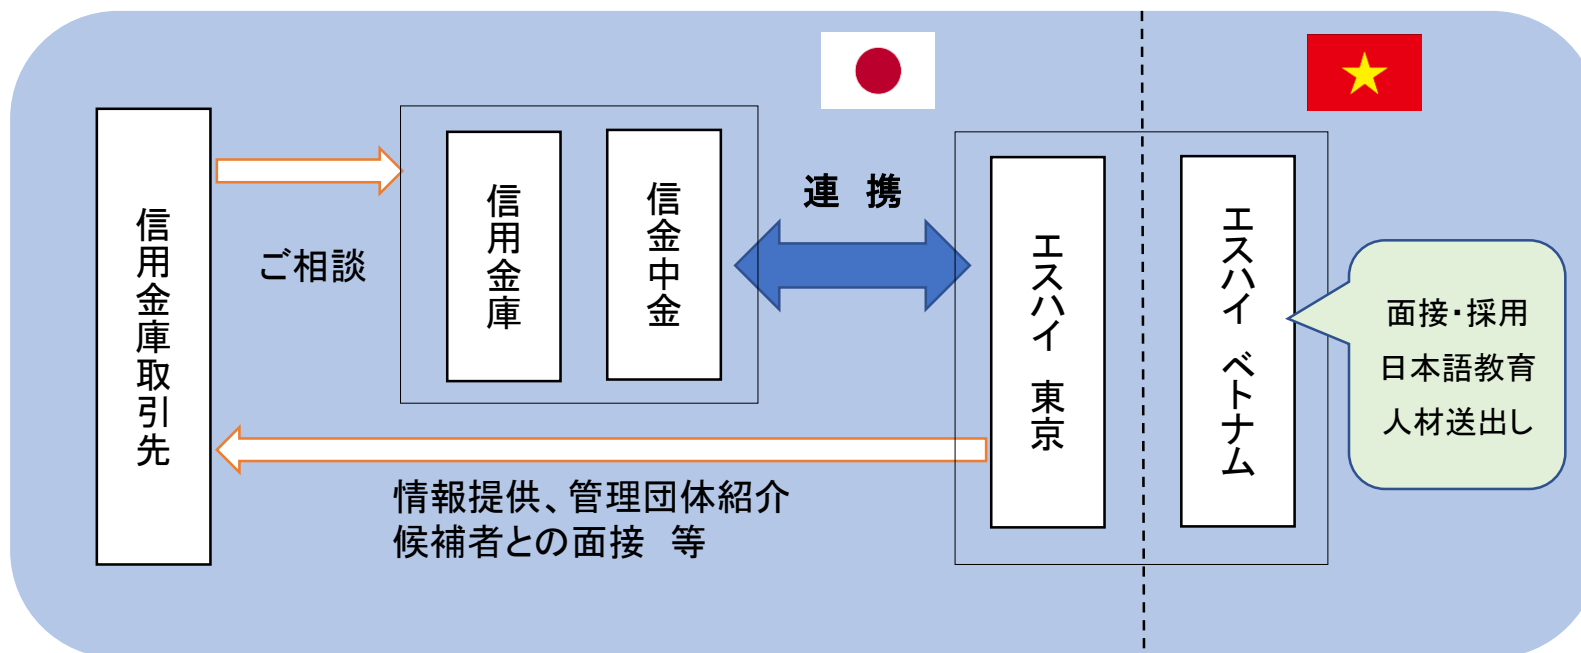 信用金庫取引先
ご相談
信用金庫
信金中金
連 携
エスハイ 東京
エスハイ ベトナム
面接・採用
日本語教育
人材送出し
情報提供、管理団体紹介
候補者との面接 等